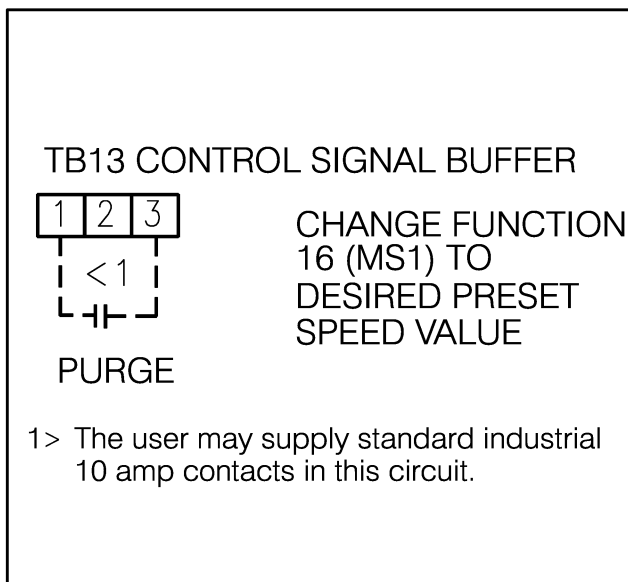 TB13 CONTROL SIGNAL BUFFER
1 2 3
<1
PURGE
CHANGE FUNCTION
16 (MS1) TO
DESIRED PRESET
SPEED VALUE
1> The user may supply standard industrial
10 amp contacts in this circuit.